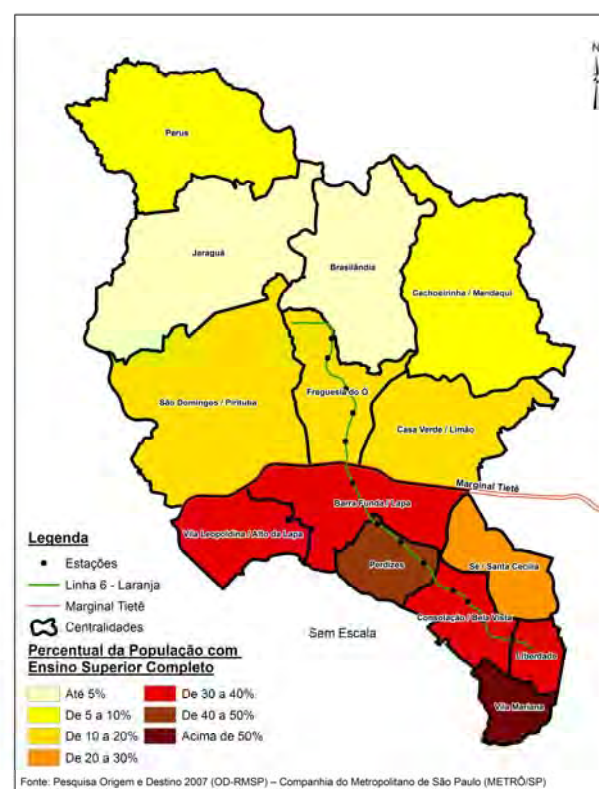 N
Perus
Jaraguá
Brasilândia
Cachoeirinha / Mandaqui
São Domingos / Pirituba
Freguesia do Ó
Casa Verde / Limão
Marginal Tietê
Barra Funda / Lapa
Vila Leopoldina / Alto da Lapa
Perdizes
Sé / Santa Cecília
Consolação / Bela Vista
Liberdade
Vila Mariana
Sem Escala
Legenda
Estações
Linha 6 - Laranja
Marginal Tietê
Centralidades
Percentual da População com
Ensino Superior Completo
Até 5%
De 5 a 10%
De 10 a 20%
De 20 a 30%
De 30 a 40%
De 40 a 50%
Acima de 50%
Fonte: Pesquisa Origem e Destino 2007 (OD-RMSP) – Companhia do Metropolitano de São Paulo (METRÔ/SP)